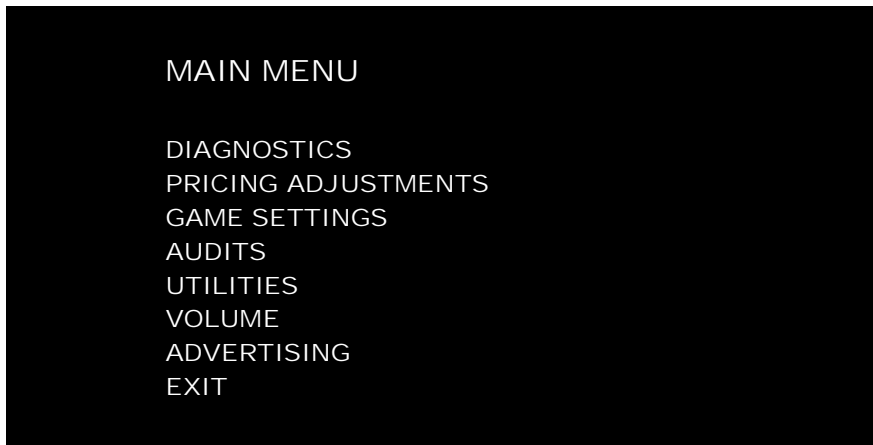 MAIN MENU
DIAGNOSTICS
PRICING ADJUSTMENTS
GAME SETTINGS
AUDITS
UTILITIES
VOLUME
ADVERTISING
EXIT